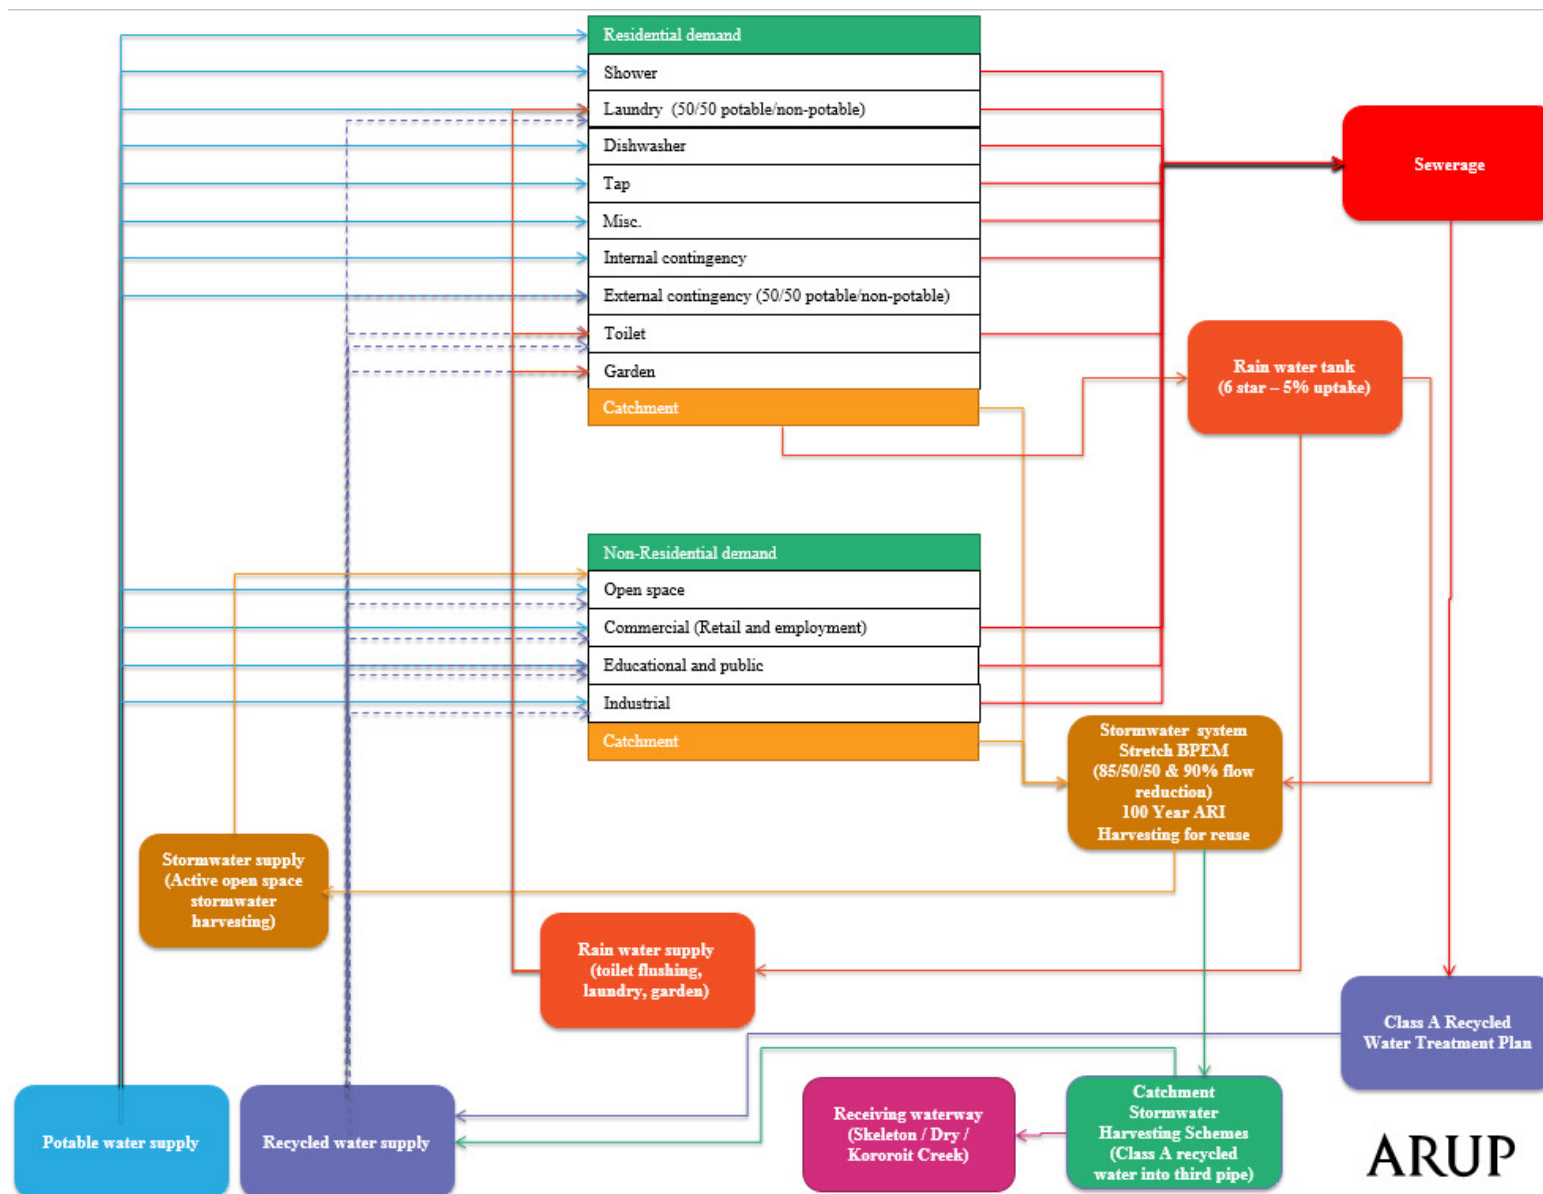 Residential demand
Shower
Laundry (50/50 potable/non-potable)
Dishwasher
Tap
Misc.
Internal contingency
External contingency (50/50 potable/non-potable)
Toilet
Garden
Catchment
Sewerage
Rain water tank
(6 star – 5% uptake)
Non-Residential demand
Open space
Commercial (Retail and employment)
Educational and public
Industrial
Catchment
Stormwater system
Stretch BPEM
(85/50/50 & 90% flow
reduction)
100 Year ARI
Harvesting for reuse
Stormwater supply
(Active open space
stormwater
harvesting)
Rain water supply
(toilet flushing,
laundry, garden)
Class A Recycled
Water Treatment Plan
Potable water supply
Recycled water supply
Receiving waterway
(Skeleton / Dry /
Kororoit Creek)
Catchment
Stormwater
Harvesting Schemes
(Class A recycled
water into third pipe)
ARUP